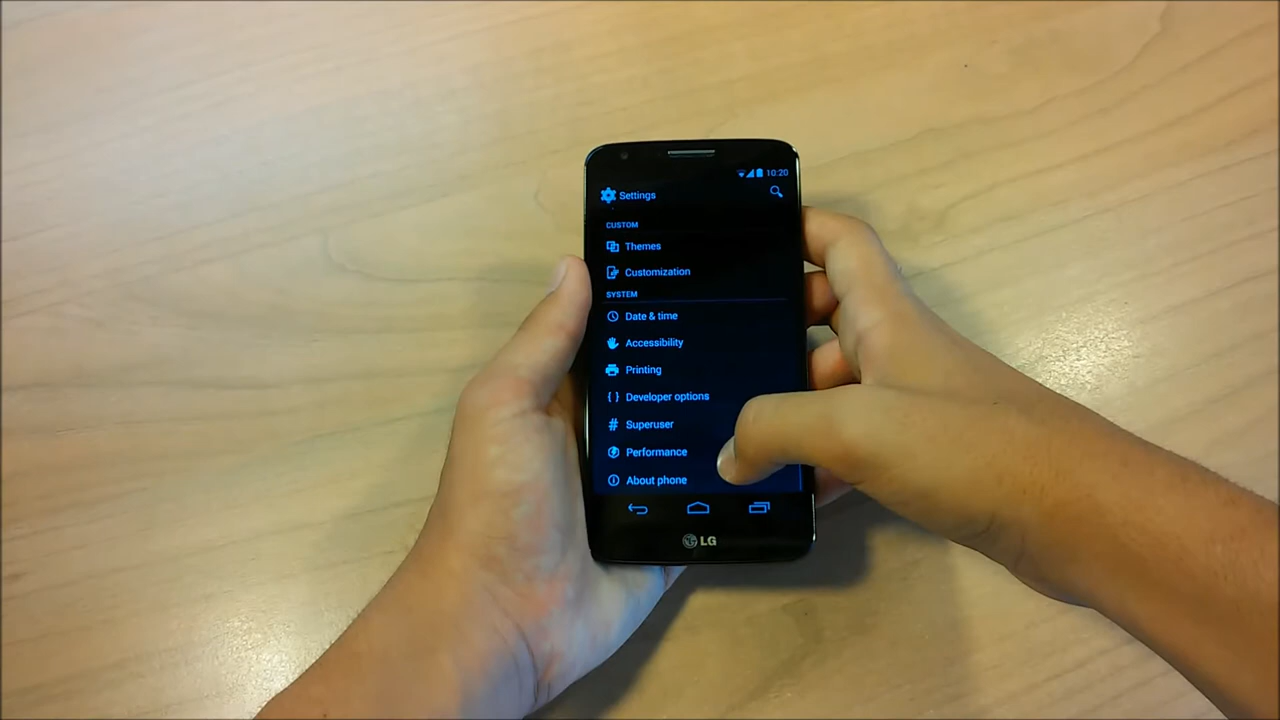 10:20
Settings
CUSTOM
Themes
Customization
SYSTEM
Date & time
Accessibility
Printing
{ } Developer options
# Superuser
Performance
About phone
LG